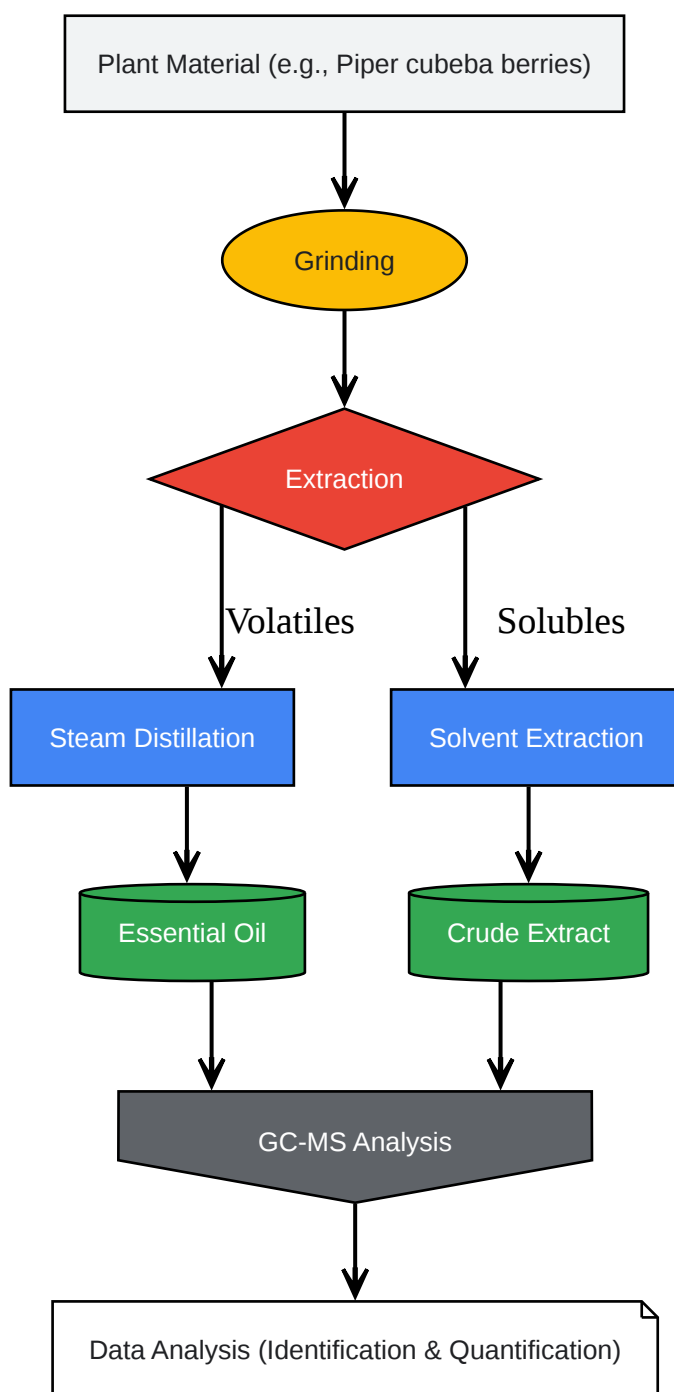 Plant Material (e.g., Piper cubeba berries)
Grinding
Extraction
Volatiles
Solubles
Steam Distillation
Solvent Extraction
Essential Oil
Crude Extract
GC-MS Analysis
Data Analysis (Identification & Quantification)